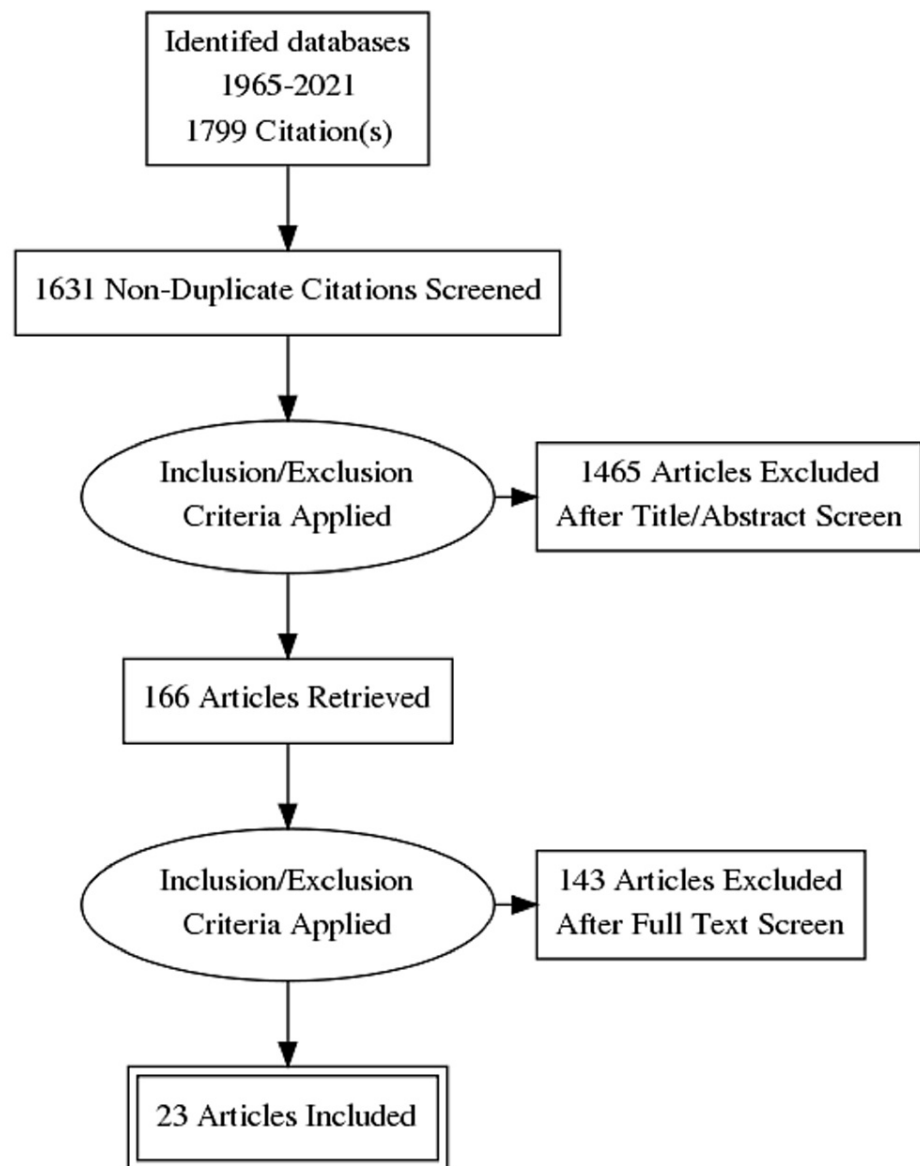 Identifed databases
1965-2021
1799 Citation(s)
1631 Non-Duplicate Citations Screened
Inclusion/Exclusion
Criteria Applied
1465 Articles Excluded
After Title/Abstract Screen
166 Articles Retrieved
Inclusion/Exclusion
Criteria Applied
143 Articles Excluded
After Full Text Screen
23 Articles Included